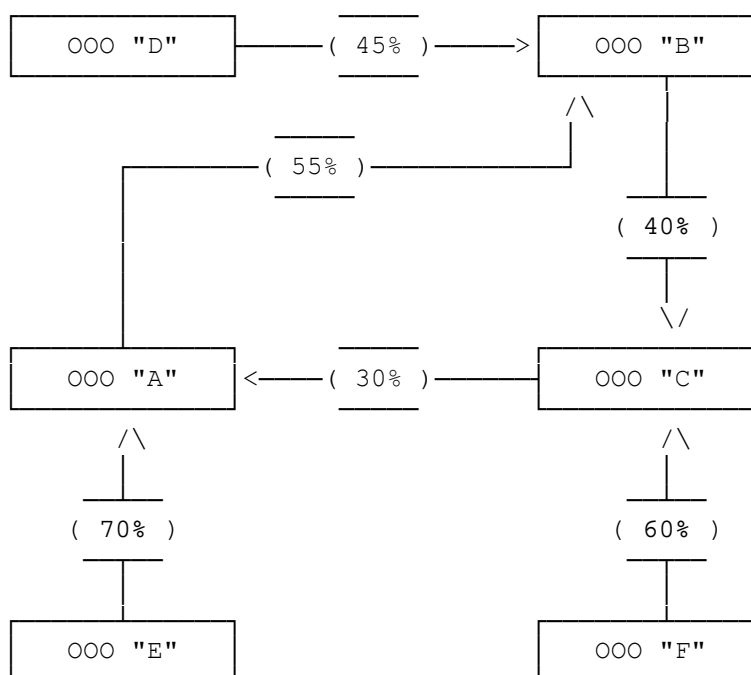 ООО "D" ( 45% ) > ООО "B"
/\
( 55% )
( 40% )
\/
ООО "A" < ( 30% ) ООО "C"
/\ /\
( 70% ) ( 60% )
ООО "E" ООО "F"